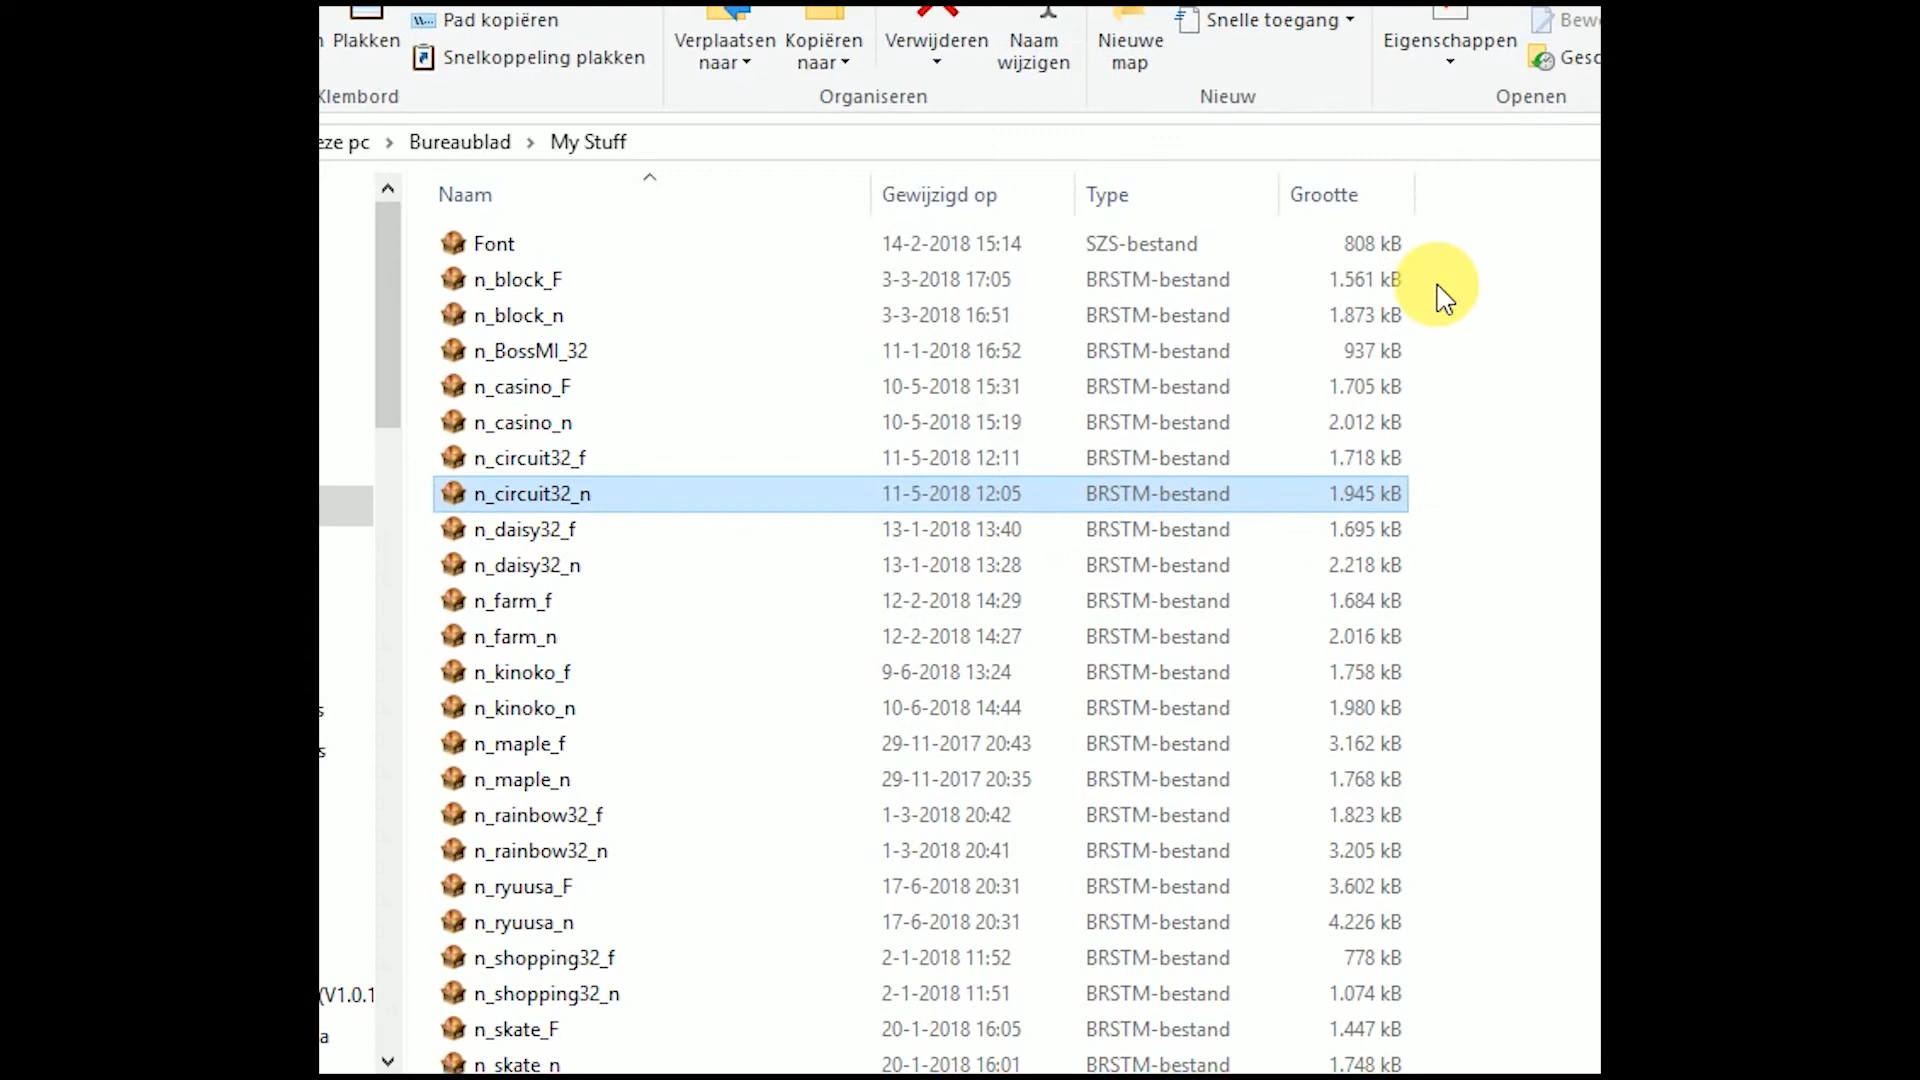 Pad kopiëren
Plakken
Snelkoppeling plakken
Klembord
Verplaatsen naar
Kopiëren naar
Verwijderen
Naam wijzigen
Organiseren
Nieuwe map
Snelle toegang
Nieuw
Eigenschappen
Openen
pc > Bureaublad > My Stuff
Naam Gewijzigd op Type Grootte
Font 14-2-2018 15:14 SZS-bestand 808 kB
n_block_F 3-3-2018 17:05 BRSTM-bestand 1.561 kB
n_block_n 3-3-2018 16:51 BRSTM-bestand 1.873 kB
n_BossMl_32 11-1-2018 16:52 BRSTM-bestand 937 kB
n_casino_F 10-5-2018 15:31 BRSTM-bestand 1.705 kB
n_casino_n 10-5-2018 15:19 BRSTM-bestand 2.012 kB
n_circuit32_f 11-5-2018 12:11 BRSTM-bestand 1.718 kB
n_circuit32_n 11-5-2018 12:05 BRSTM-bestand 1.945 kB
n_daisy32_f 13-1-2018 13:40 BRSTM-bestand 1.695 kB
n_daisy32_n 13-1-2018 13:28 BRSTM-bestand 2.218 kB
n_farm_f 12-2-2018 14:29 BRSTM-bestand 1.684 kB
n_farm_n 12-2-2018 14:27 BRSTM-bestand 2.016 kB
n_kinoko_f 9-6-2018 13:24 BRSTM-bestand 1.758 kB
n_kinoko_n 10-6-2018 14:44 BRSTM-bestand 1.980 kB
n_maple_f 29-11-2017 20:43 BRSTM-bestand 3.162 kB
n_maple_n 29-11-2017 20:35 BRSTM-bestand 1.768 kB
n_rainbow32_f 1-3-2018 20:42 BRSTM-bestand 1.823 kB
n_rainbow32_n 1-3-2018 20:41 BRSTM-bestand 3.205 kB
n_ryuusa_F 17-6-2018 20:31 BRSTM-bestand 3.602 kB
n_ryuusa_n 17-6-2018 20:31 BRSTM-bestand 4.226 kB
n_shopping32_f 2-1-2018 11:52 BRSTM-bestand 778 kB
n_shopping32_n 2-1-2018 11:51 BRSTM-bestand 1.074 kB
n_skate_F 20-1-2018 16:05 BRSTM-bestand 1.447 kB
n_skate_n 20-1-2018 16:01 BRSTM-bestand 1.748 kB
(V1.0.1